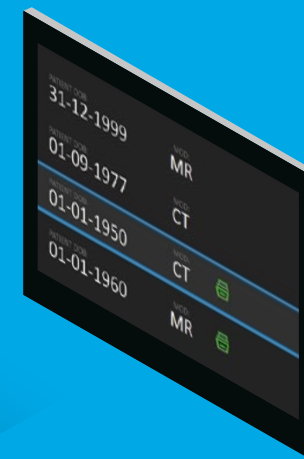 PATIENT DOB: MOD:
31-12-1999 MR
PATIENT DOB: MOD:
01-09-1977 CT
PATIENT DOB: MOD:
01-01-1950 CT
PATIENT DOB: MOD:
01-01-1960 MR